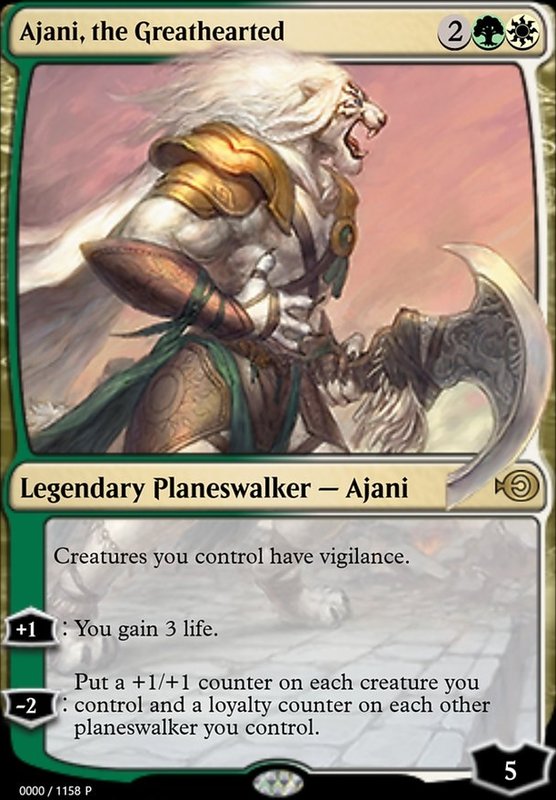 Ajani, the Greathearted 2
Legendary Planeswalker — Ajani
Creatures you control have vigilance.
+1 : You gain 3 life.
Put a +1/+1 counter on each creature you
-2 : control and a loyalty counter on each other
planeswalker you control.
5
0000 / 1158 P